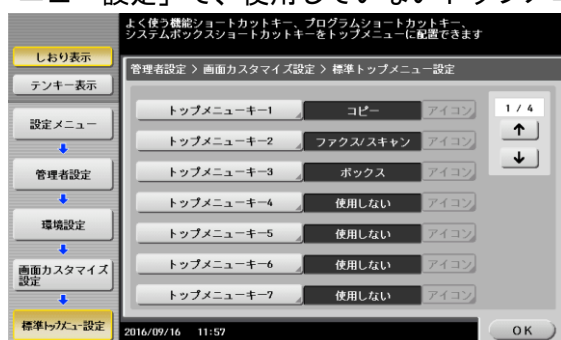 よく使う機能ショートカットキー、プログラムショートカットキー、
システムボックスショートカットキーをトップメニューに配置できます
しおり表示
テンキー表示
管理者設定 > 画面カスタマイズ設定 > 標準トップメニュー設定
設定メニュー
管理者設定
環境設定
画面カスタマイズ
設定
標準トップメニュー設定
トップメニューキー1 コピー アイコン
トップメニューキー2 ファクス/スキャン アイコン
トップメニューキー3 ボックス アイコン
トップメニューキー4 使用しない アイコン
トップメニューキー5 使用しない アイコン
トップメニューキー6 使用しない アイコン
トップメニューキー7 使用しない アイコン
1 / 4
2016/09/16 11:57
OK